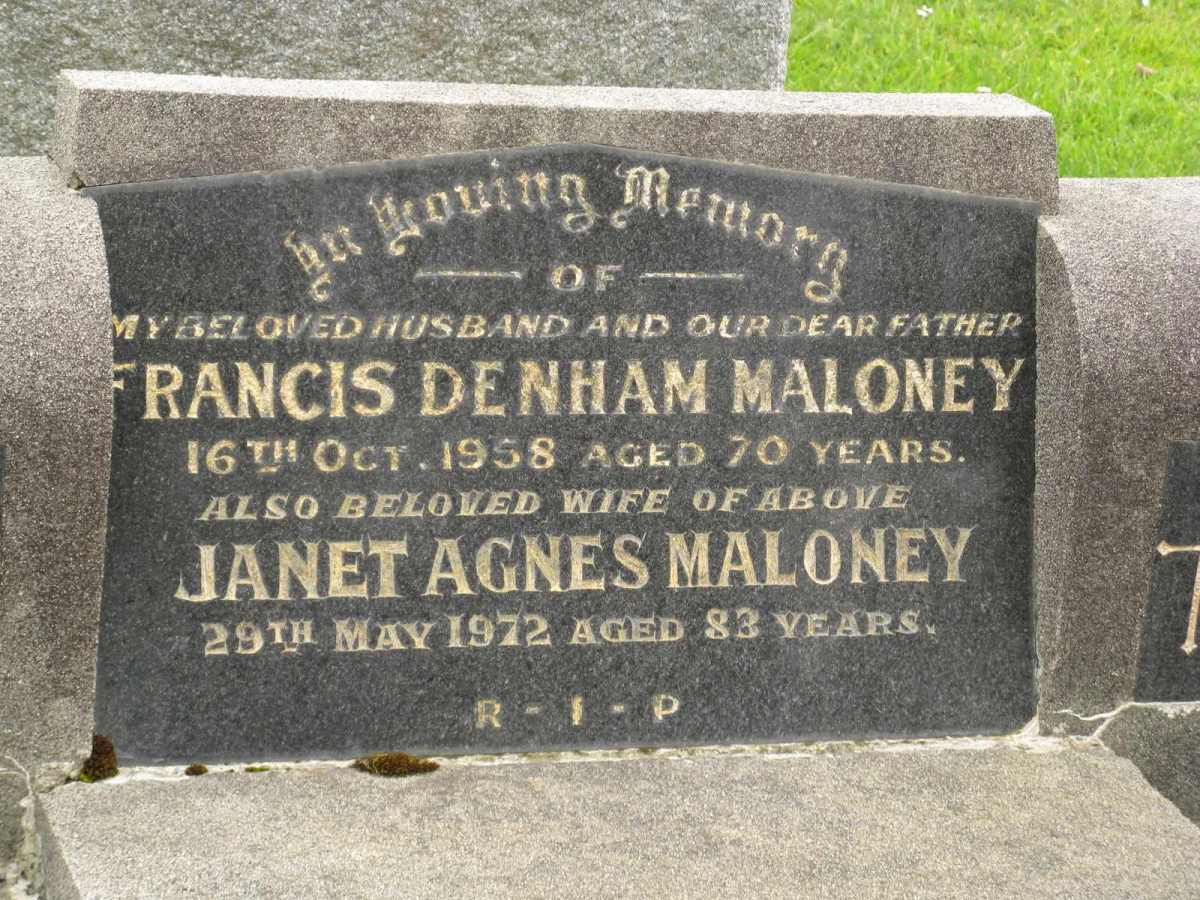 In Loving Memory
OF
MY BELOVED HUSBAND AND OUR DEAR FATHER
FRANCIS DENHAM MALONEY
16TH OCT. 1958 AGED 70 YEARS.
ALSO BELOVED WIFE OF ABOVE
JANET AGNES MALONEY
29TH MAY 1972 AGED 83 YEARS.
R - I - P